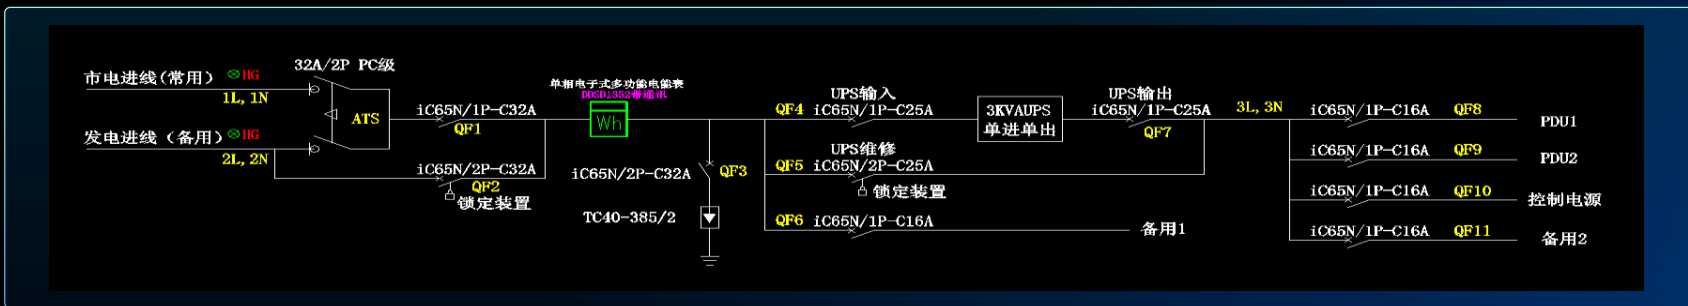 市电进线(常用) HG
1L, 1N
发电进线(备用) HG
2L, 2N
32A/2P PC级
ATS
iC65N/1P-C32A
QF1
iC65N/2P-C32A
QF2
锁定装置
单相电子式多功能电能表
DDSD1352带通讯
Wh
iC65N/2P-C32A QF3
TC40-385/2
UPS输入
QF4 iC65N/1P-C25A
3KVAUPS
单进单出
UPS输出
iC65N/1P-C25A
QF7
UPS维修
QF5 iC65N/2P-C25A
锁定装置
QF6 iC65N/1P-C16A
备用1
3L, 3N
iC65N/1P-C16A QF8 PDU1
iC65N/1P-C16A QF9 PDU2
iC65N/1P-C16A QF10 控制电源
iC65N/1P-C16A QF11 备用2